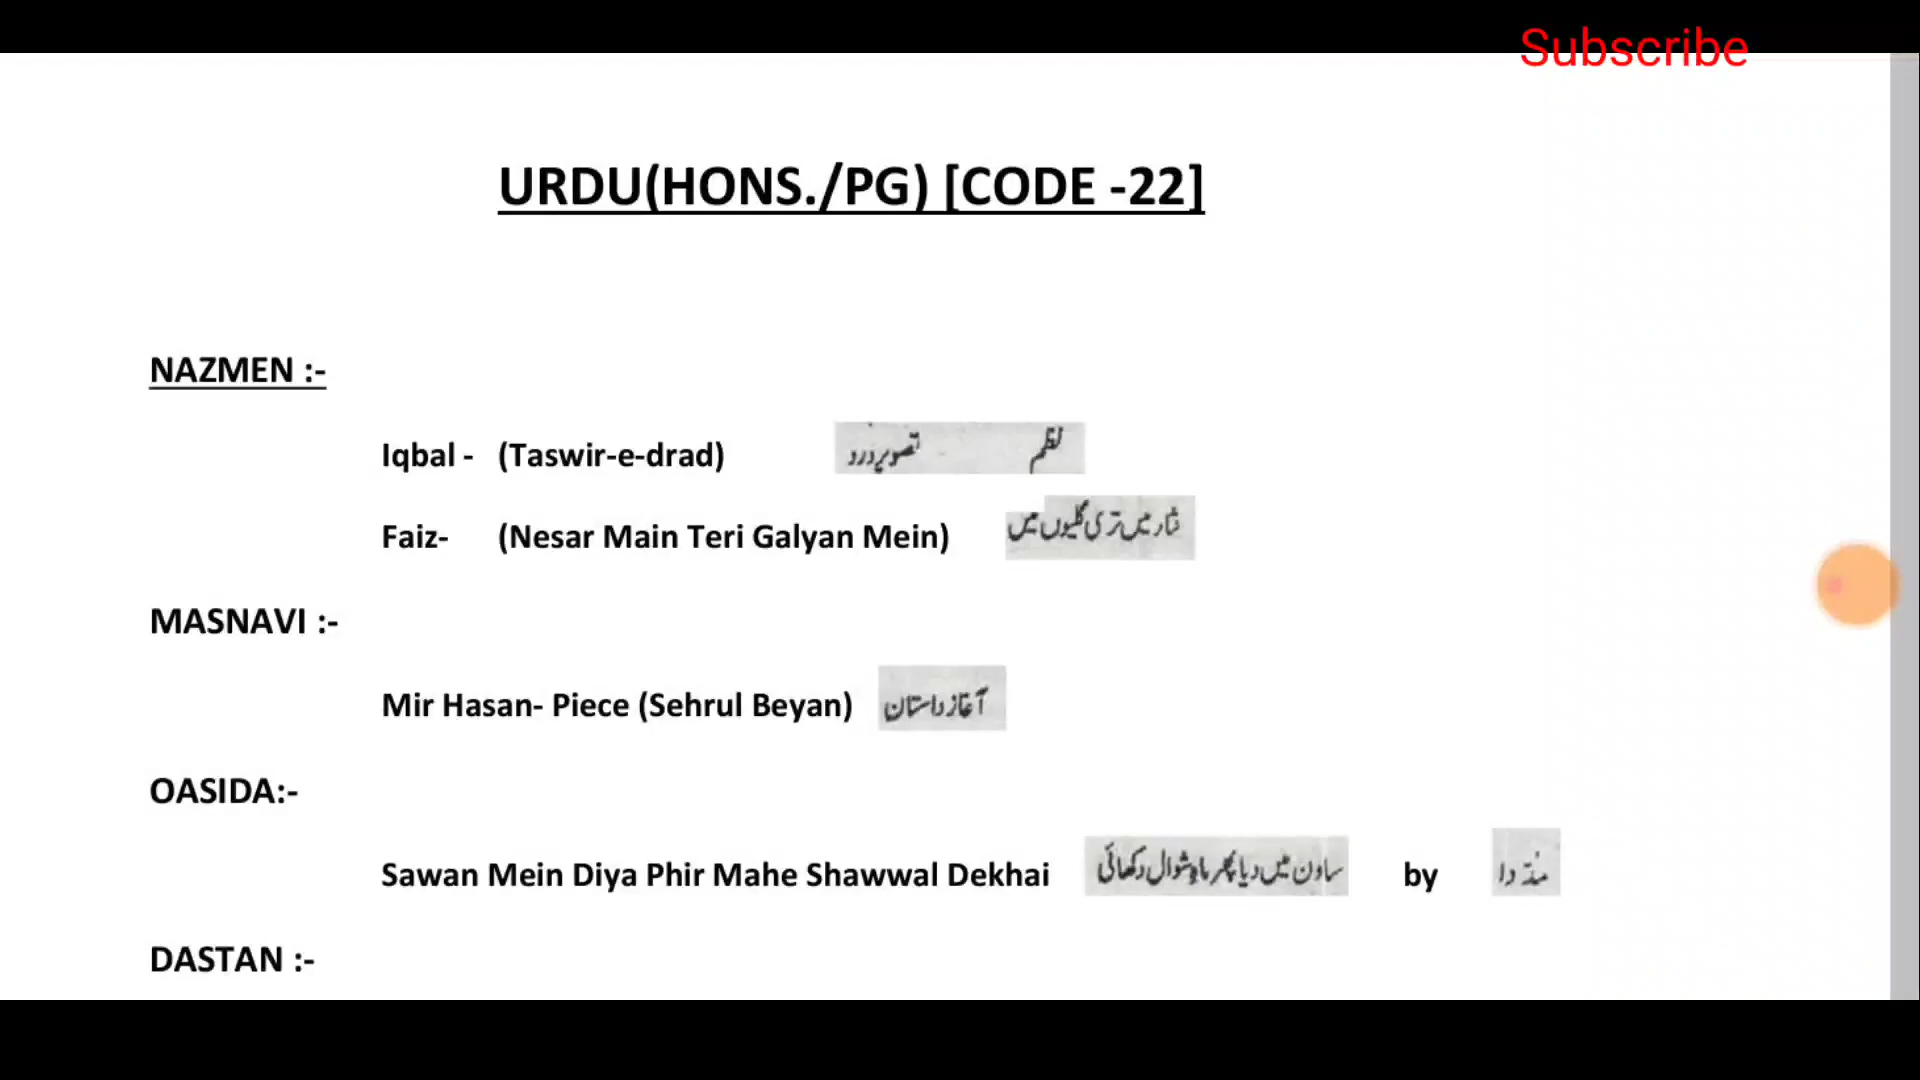 Subscribe
URDU(HONS./PG) [CODE -22]
NAZMEN :-
Iqbal - (Taswir-e-drad) نظم تصویر درد
Faiz- (Nesar Main Teri Galyan Mein) نثار میں تری گلیوں میں
MASNAVI :-
Mir Hasan- Piece (Sehrul Beyan) آغاز داستان
OASIDA:-
Sawan Mein Diya Phir Mahe Shawwal Dekhai ساون میں دیا پھر ماہ شوال دکھائی by
DASTAN :-